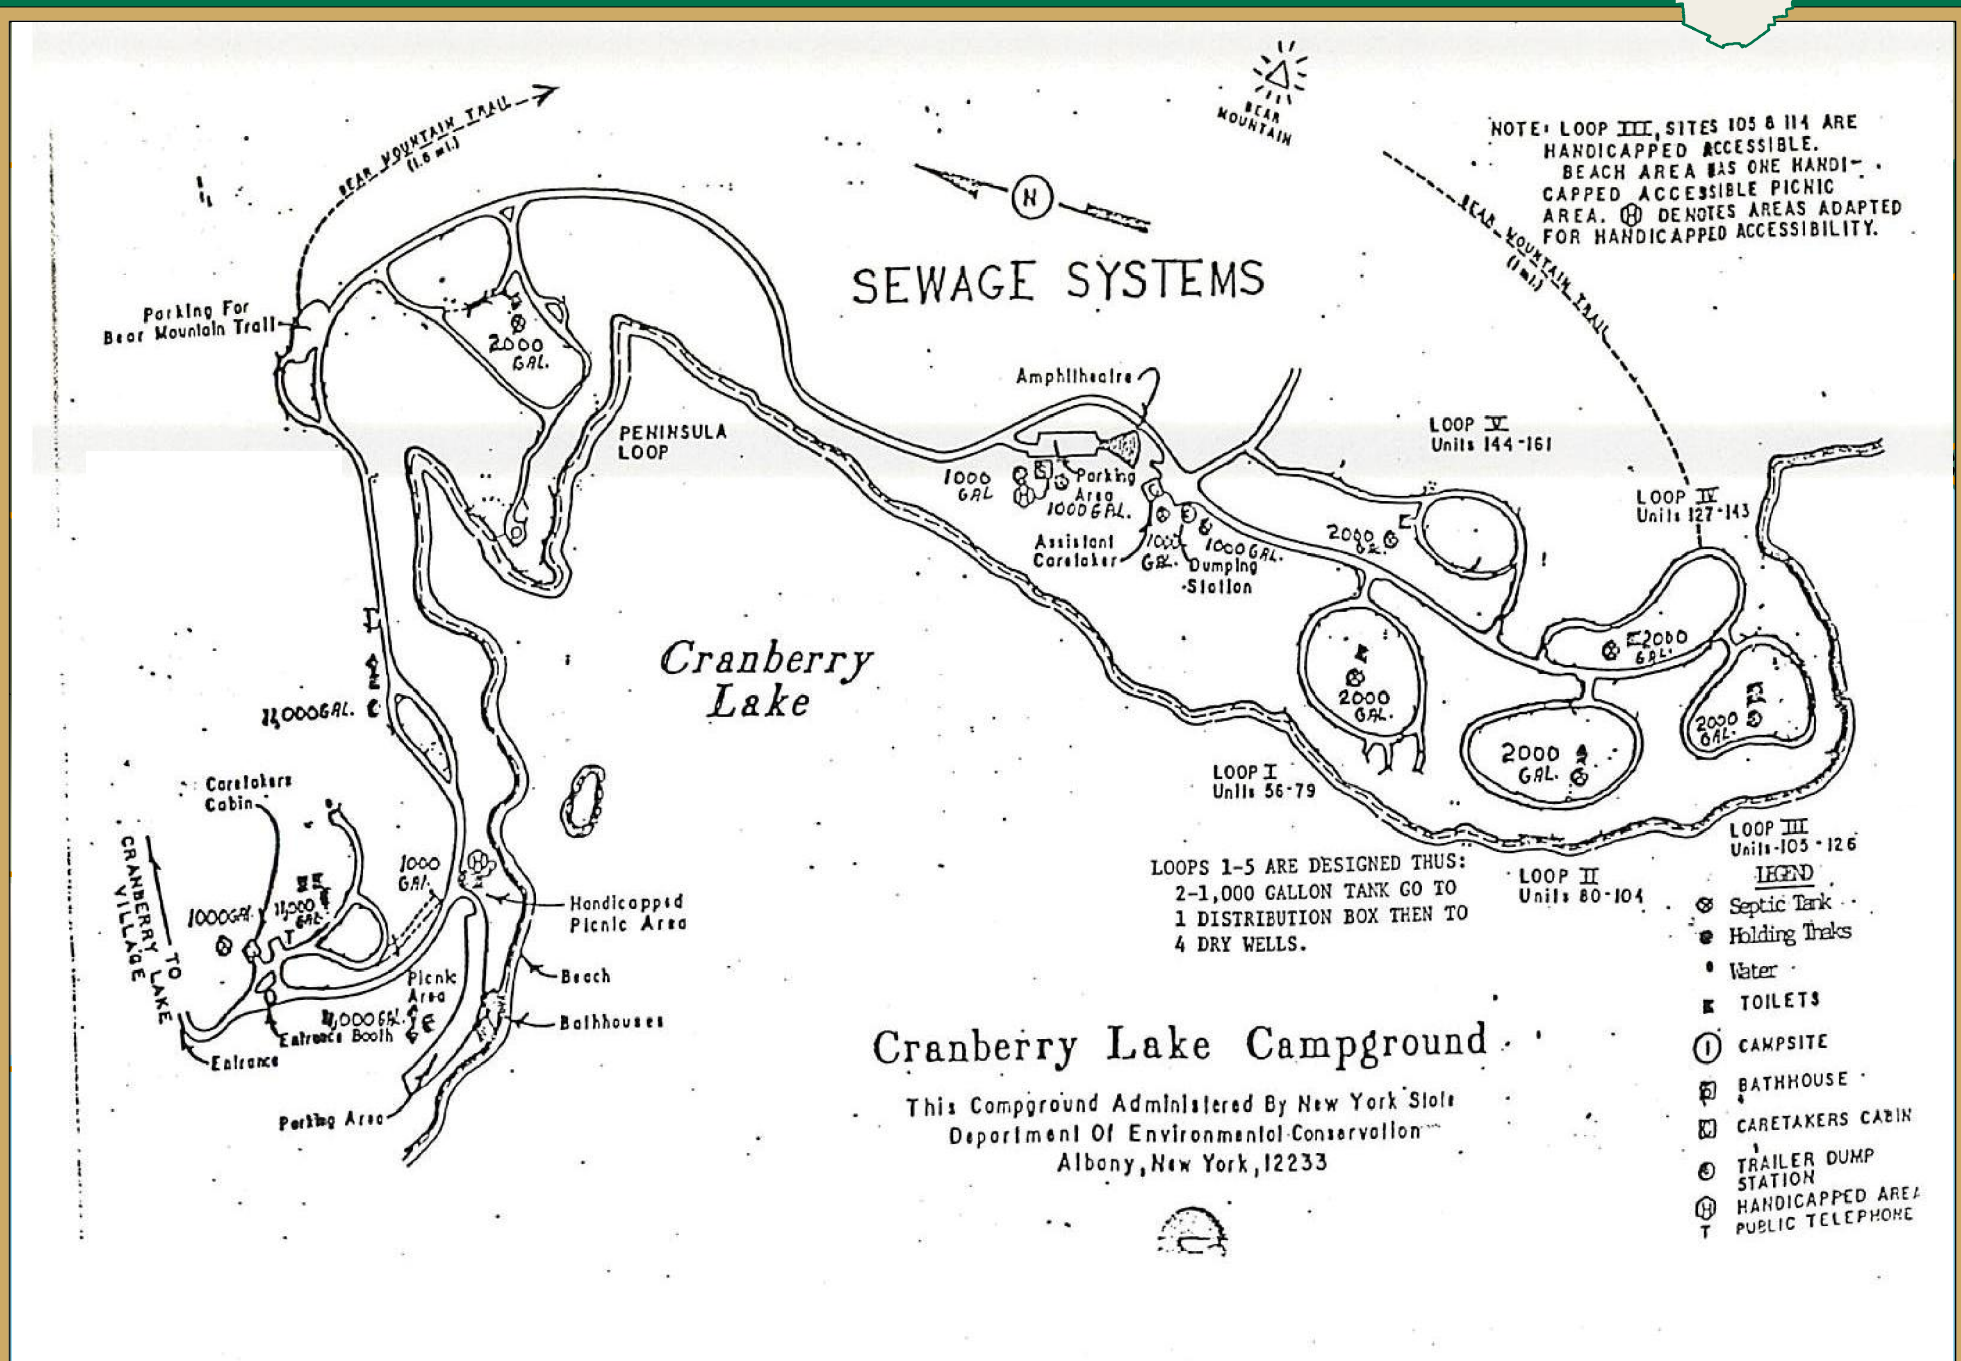 BEAR MOUNTAIN TRAIL
(1.6 mi.)
BEAR
MOUNTAIN
NOTE: LOOP III, SITES 105 & 114 ARE
HANDICAPPED ACCESSIBLE.
BEACH AREA HAS ONE HANDI-
CAPPED ACCESSIBLE PICNIC
AREA. Ⓗ DENOTES AREAS ADAPTED
FOR HANDICAPPED ACCESSIBILITY.
N
BEAR MOUNTAIN TRAIL
(1 mi.)
SEWAGE SYSTEMS
Parking For
Bear Mountain Trail
2000
GAL.
PENINSULA
LOOP
Amphitheatre
LOOP V
Units 144-161
1000
GAL
H
Parking
Area
1000 GAL.
LOOP IV
Units 127-143
Assistant
Caretaker
1000
GAL.
1000 GAL.
Dumping
Station
2000
2000
GAL.
Cranberry
Lake
2000
GAL.
2000
GAL.
2000
GAL.
LOOP I
Units 56-79
LOOP II
Units 80-104
LOOP III
Units-105-126
,000 GAL.
Caretakers
Cabin
TO
CRANBERRY LAKE
VILLAGE
1000 GAL.
,000
GAL.
T
1000
GAL.
H
Handicapped
Picnic Area
Picnic
Area
,000 GAL.
Beach
Bathhouses
Entrance Booth
Entrance
Parking Area
LOOPS 1-5 ARE DESIGNED THUS:
2-1,000 GALLON TANK GO TO
1 DISTRIBUTION BOX THEN TO
4 DRY WELLS.
LEGEND
Septic Tank
Holding Tnaks
Water
TOILETS
CAMPSITE
BATHHOUSE
CARETAKERS CABIN
TRAILER DUMP
STATION
H HANDICAPPED AREA
T PUBLIC TELEPHONE
Cranberry Lake Campground
This Campground Administered By New York State
Department Of Environmental Conservation
Albany, New York, 12233